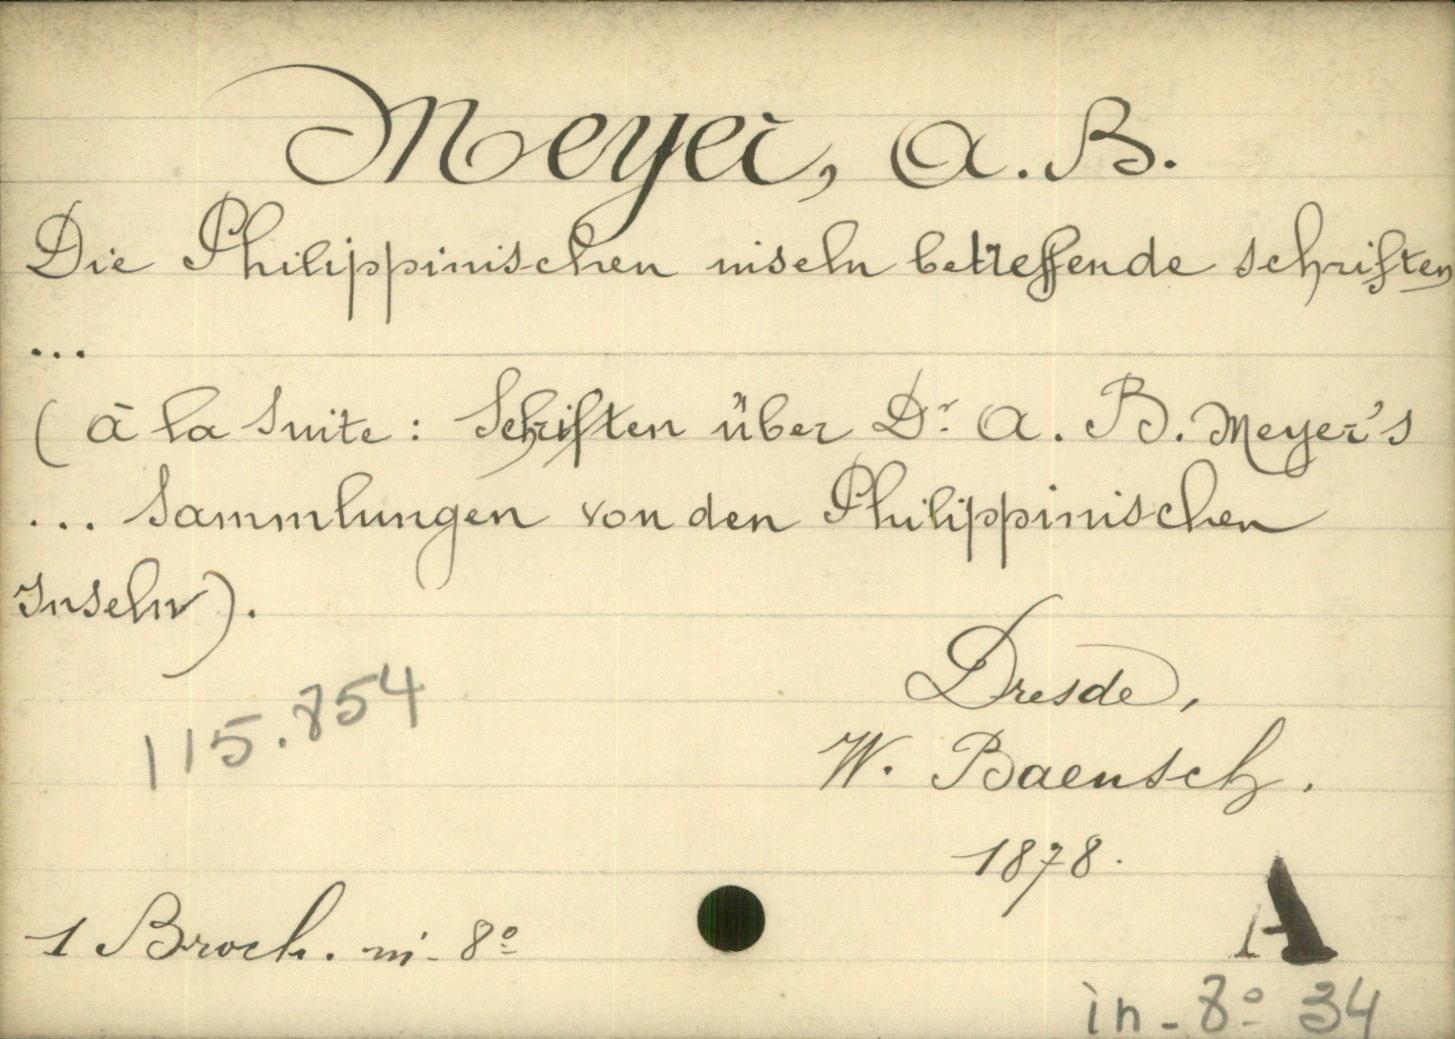 Meyer, A. B.
Die Philippinischen inseln betreffende schriften
...
(à la suite : Schriften über Dr. A. B. Meyer's
... Sammlungen von den Philippinischen
Inseln).
Dresde,
115.854
W. Baensch.
1878.
1 Broch. in-8º
A
in-8º 34